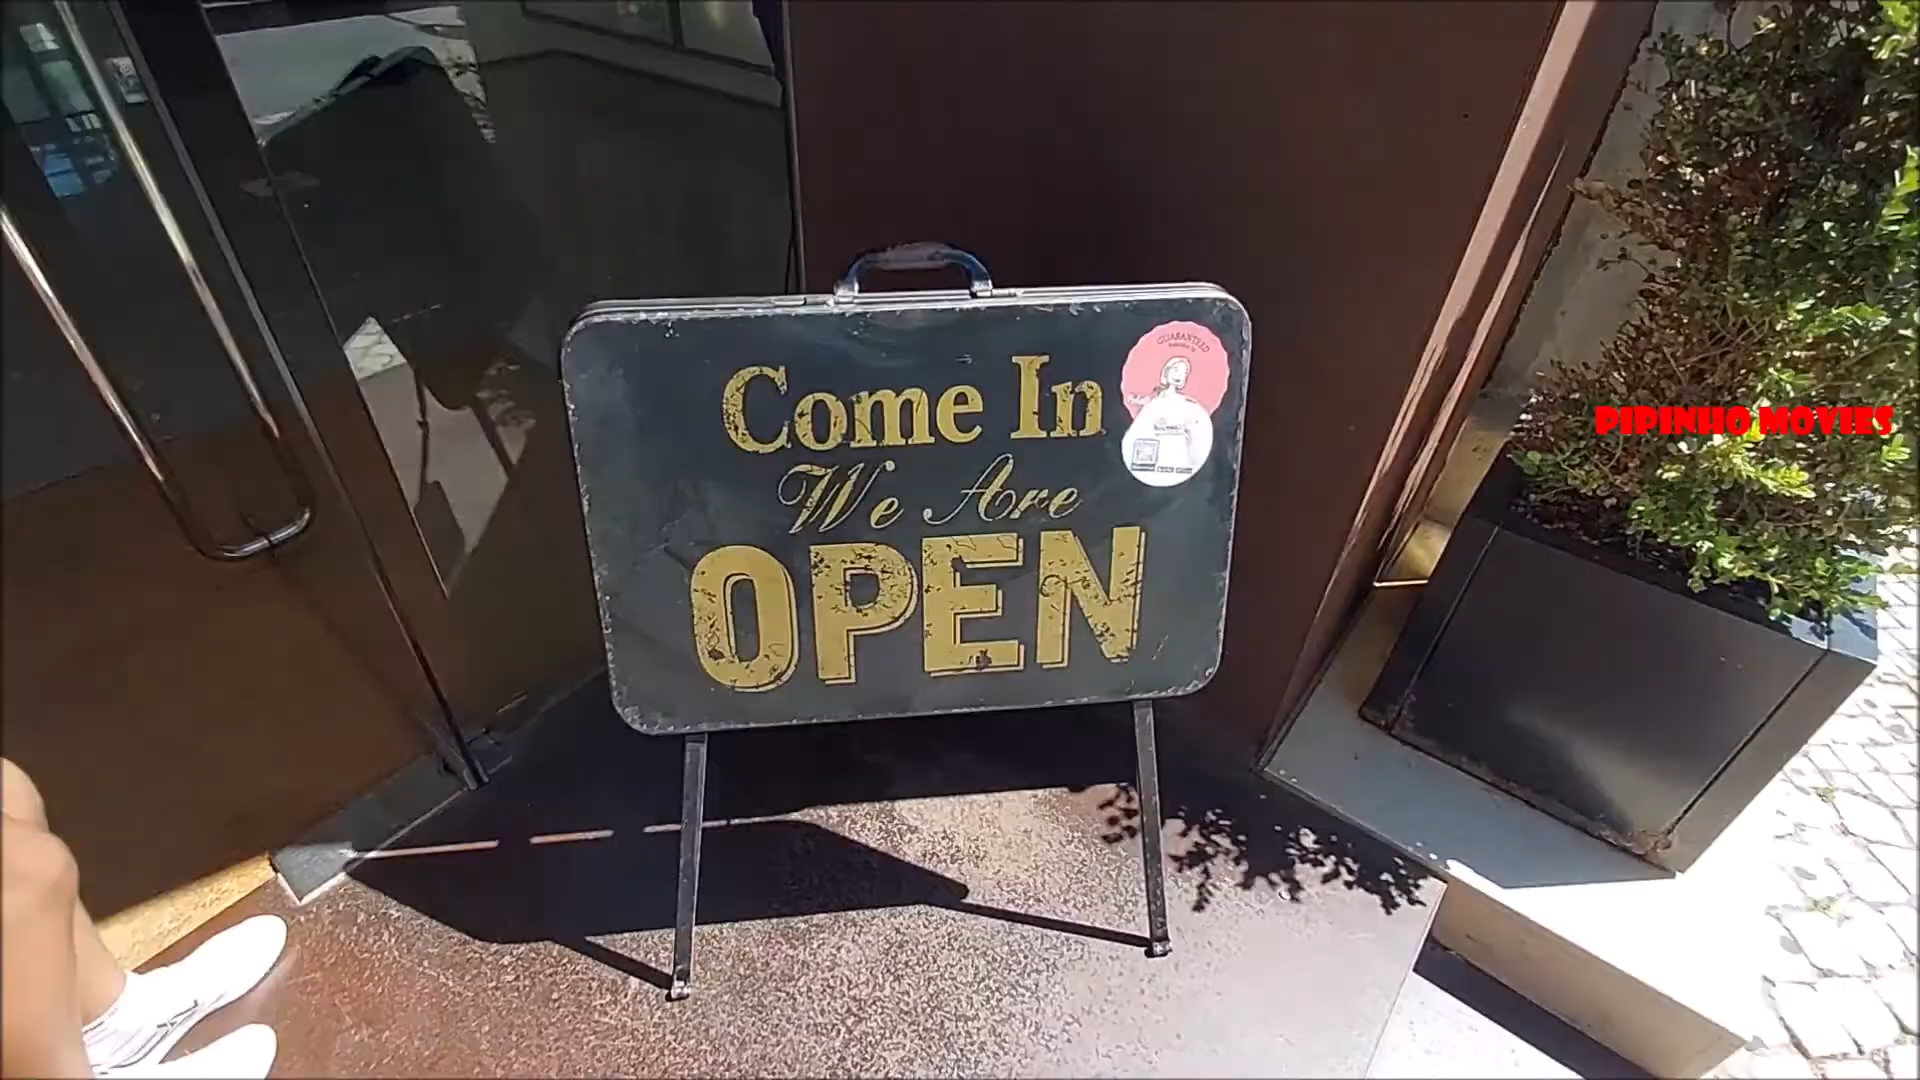 Come In
We Are
OPEN
GUARANTEED
PIPINHO MOVIES